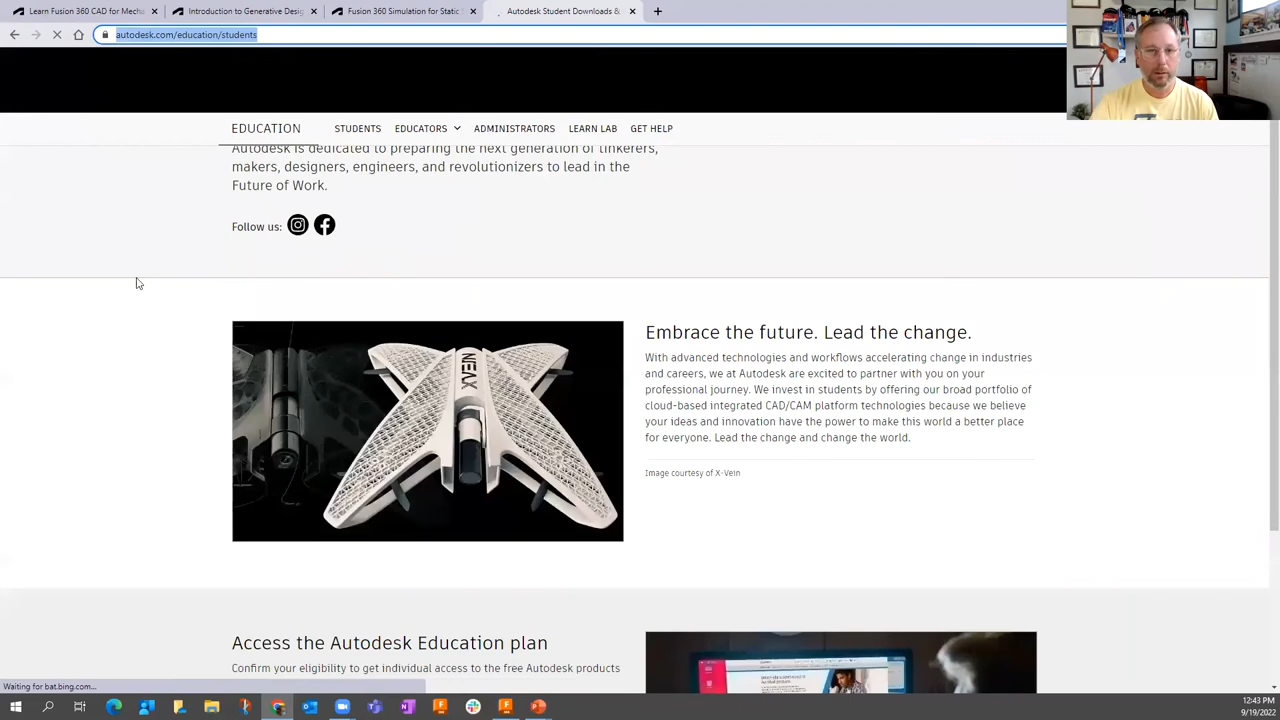 Learn Fusion 360 CAD for Mech
Introduction to Generative Desig
Fusion 360 Simulation for Static
Autodesk Student Downloads &
autodesk.com/education/students
EDUCATION STUDENTS EDUCATORS ADMINISTRATORS LEARN LAB GET HELP
Autodesk is dedicated to preparing the next generation of tinkerers,
makers, designers, engineers, and revolutionizers to lead in the
Future of Work.
Follow us:
NEAX
Embrace the future. Lead the change.
With advanced technologies and workflows accelerating change in industries
and careers, we at Autodesk are excited to partner with you on your
professional journey. We invest in students by offering our broad portfolio of
cloud-based integrated CAD/CAM platform technologies because we believe
your ideas and innovation have the power to make this world a better place
for everyone. Lead the change and change the world.
Image courtesy of X-Vein
Access the Autodesk Education plan
Confirm your eligibility to get individual access to the free Autodesk products
Waiting for bat.bing.com...
12:43 PM
9/19/2022